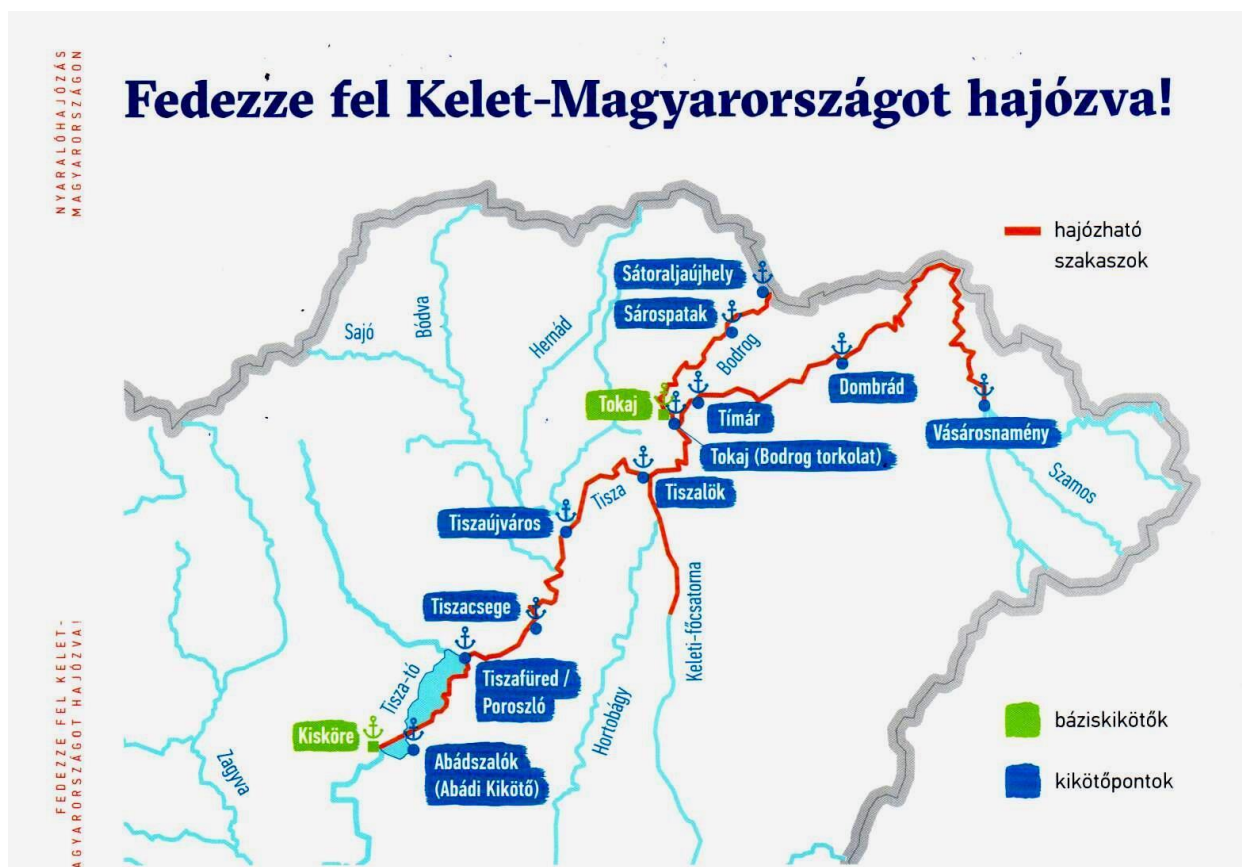 NYARALÓHAJÓZÁS
MAGYARORSZÁGON
Fedezze fel Kelet-Magyarországot hajózva!
hajózható
szakaszok
Sátoraljaújhely
Sárospatak
Sajó
Bódva
Hernád
Bodrog
Tokaj
Tímár
Dombrád
Vásárosnamény
Tokaj (Bodrog torkolat)
Szamos
Tisza
Tiszalök
Tiszaújváros
Tiszacsege
Keleti-főcsatorna
Tisza-tó
Tiszafüred /
Poroszló
Hortobágy
Kisköre
Abádszalók
(Abádi Kikötő)
Zagyva
báziskikötők
kikötőpontok
FEDEZZE FEL KELET-
AGYARORSZÁGOT HAJÓZVA!